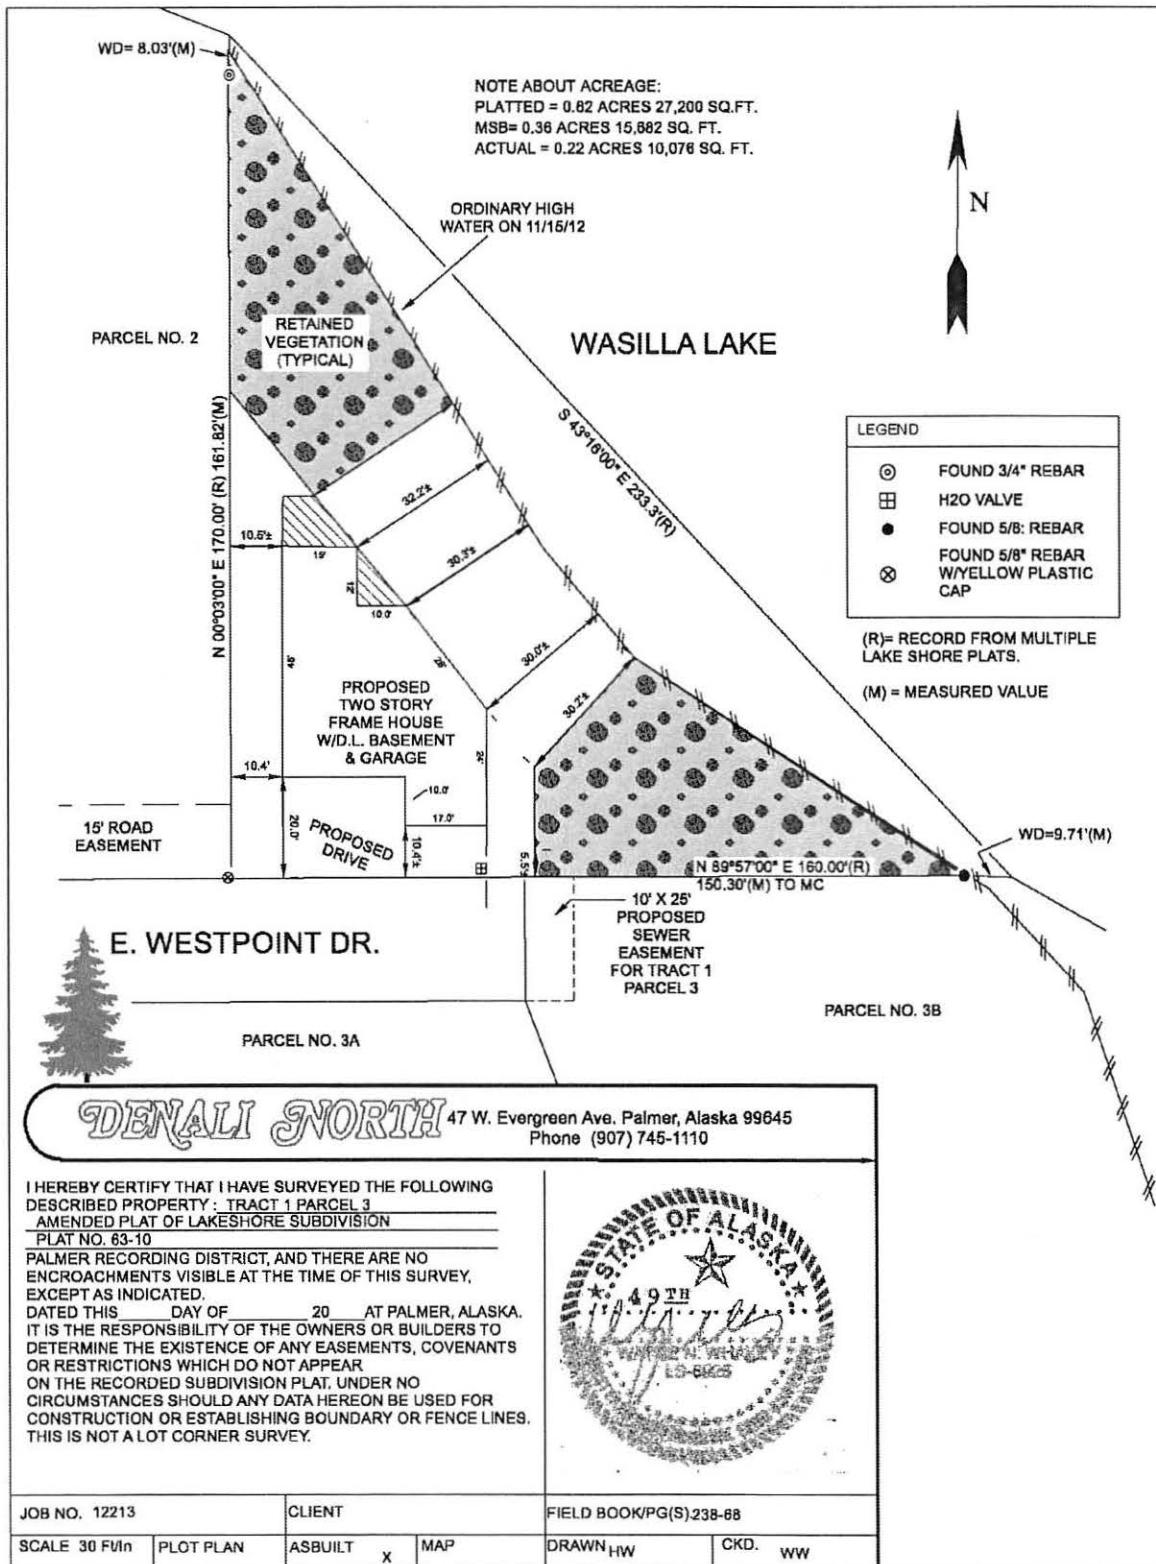 WD= 8.03'(M)
NOTE ABOUT ACREAGE:
PLATTED = 0.62 ACRES 27,200 SQ.FT.
MSB= 0.36 ACRES 15,682 SQ. FT.
ACTUAL = 0.22 ACRES 10,076 SQ. FT.
N
ORDINARY HIGH
WATER ON 11/15/12
PARCEL NO. 2
RETAINED
VEGETATION
(TYPICAL)
WASILLA LAKE
S 43°16'00" E 233.3'(R)
N 00°03'00" E 170.00' (R) 161.82'(M)
LEGEND
FOUND 3/4" REBAR
H2O VALVE
FOUND 5/8: REBAR
FOUND 5/8" REBAR
W/YELLOW PLASTIC
CAP
(R)= RECORD FROM MULTIPLE
LAKE SHORE PLATS.
(M) = MEASURED VALUE
32.2'±
10.5'±
19'
30.3'±
12'
10.0'
26'
30.0'±
30.2'±
45'
24'
PROPOSED
TWO STORY
FRAME HOUSE
W/D.L. BASEMENT
& GARAGE
10.4'
10.0'
17.0'
20.0'
10.4'±
5.5'±
15' ROAD
EASEMENT
PROPOSED
DRIVE
WD=9.71'(M)
N 89°57'00" E 160.00'(R)
150.30'(M) TO MC
10' X 25'
PROPOSED
SEWER
EASEMENT
FOR TRACT 1
PARCEL 3
E. WESTPOINT DR.
PARCEL NO. 3A
PARCEL NO. 3B
DENALI NORTH
47 W. Evergreen Ave. Palmer, Alaska 99645
Phone (907) 745-1110
I HEREBY CERTIFY THAT I HAVE SURVEYED THE FOLLOWING
DESCRIBED PROPERTY : TRACT 1 PARCEL 3
AMENDED PLAT OF LAKESHORE SUBDIVISION
PLAT NO. 63-10
PALMER RECORDING DISTRICT, AND THERE ARE NO
ENCROACHMENTS VISIBLE AT THE TIME OF THIS SURVEY,
EXCEPT AS INDICATED.
DATED THIS DAY OF 20 AT PALMER, ALASKA.
IT IS THE RESPONSIBILITY OF THE OWNERS OR BUILDERS TO
DETERMINE THE EXISTENCE OF ANY EASEMENTS, COVENANTS
OR RESTRICTIONS WHICH DO NOT APPEAR
ON THE RECORDED SUBDIVISION PLAT. UNDER NO
CIRCUMSTANCES SHOULD ANY DATA HEREON BE USED FOR
CONSTRUCTION OR ESTABLISHING BOUNDARY OR FENCE LINES.
THIS IS NOT A LOT CORNER SURVEY.
STATE OF ALASKA
49TH
JOB NO. 12213
CLIENT
FIELD BOOK/PG(S).238-68
SCALE 30 Ft/In
PLOT PLAN
ASBUILT X
MAP
DRAWN HW
CKD. WW